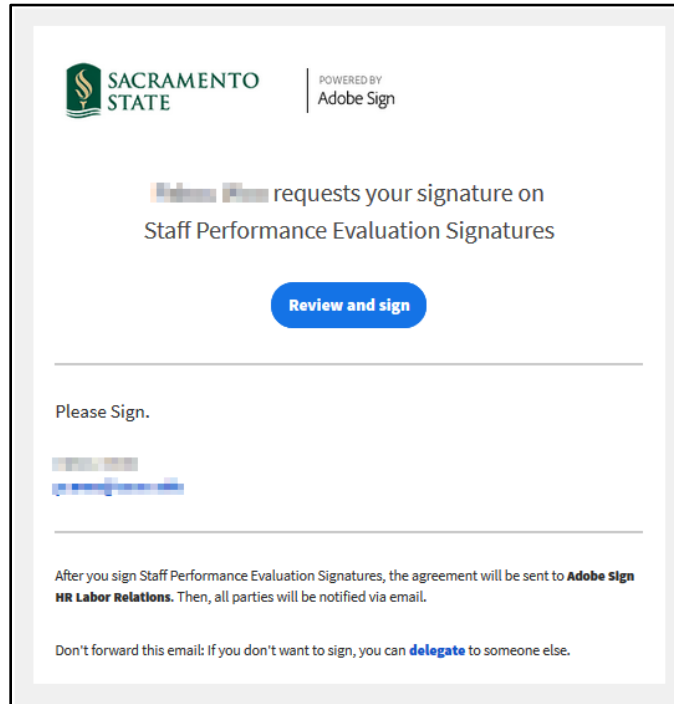 SACRAMENTO
STATE
POWERED BY
Adobe Sign
requests your signature on
Staff Performance Evaluation Signatures
Review and sign
Please Sign.
After you sign Staff Performance Evaluation Signatures, the agreement will be sent to Adobe Sign
HR Labor Relations. Then, all parties will be notified via email.
Don't forward this email: If you don't want to sign, you can delegate to someone else.